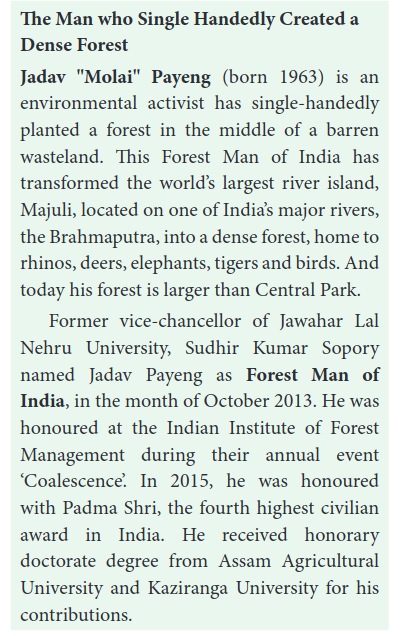 The Man who Single Handedly Created a
Dense Forest
Jadav "Molai" Payeng (born 1963) is an
environmental activist has single-handedly
planted a forest in the middle of a barren
wasteland. This Forest Man of India has
transformed the world’s largest river island,
Majuli, located on one of India’s major rivers,
the Brahmaputra, into a dense forest, home to
rhinos, deers, elephants, tigers and birds. And
today his forest is larger than Central Park.
Former vice-chancellor of Jawahar Lal
Nehru University, Sudhir Kumar Sopory
named Jadav Payeng as Forest Man of
India, in the month of October 2013. He was
honoured at the Indian Institute of Forest
Management during their annual event
‘Coalescence’. In 2015, he was honoured
with Padma Shri, the fourth highest civilian
award in India. He received honorary
doctorate degree from Assam Agricultural
University and Kaziranga University for his
contributions.